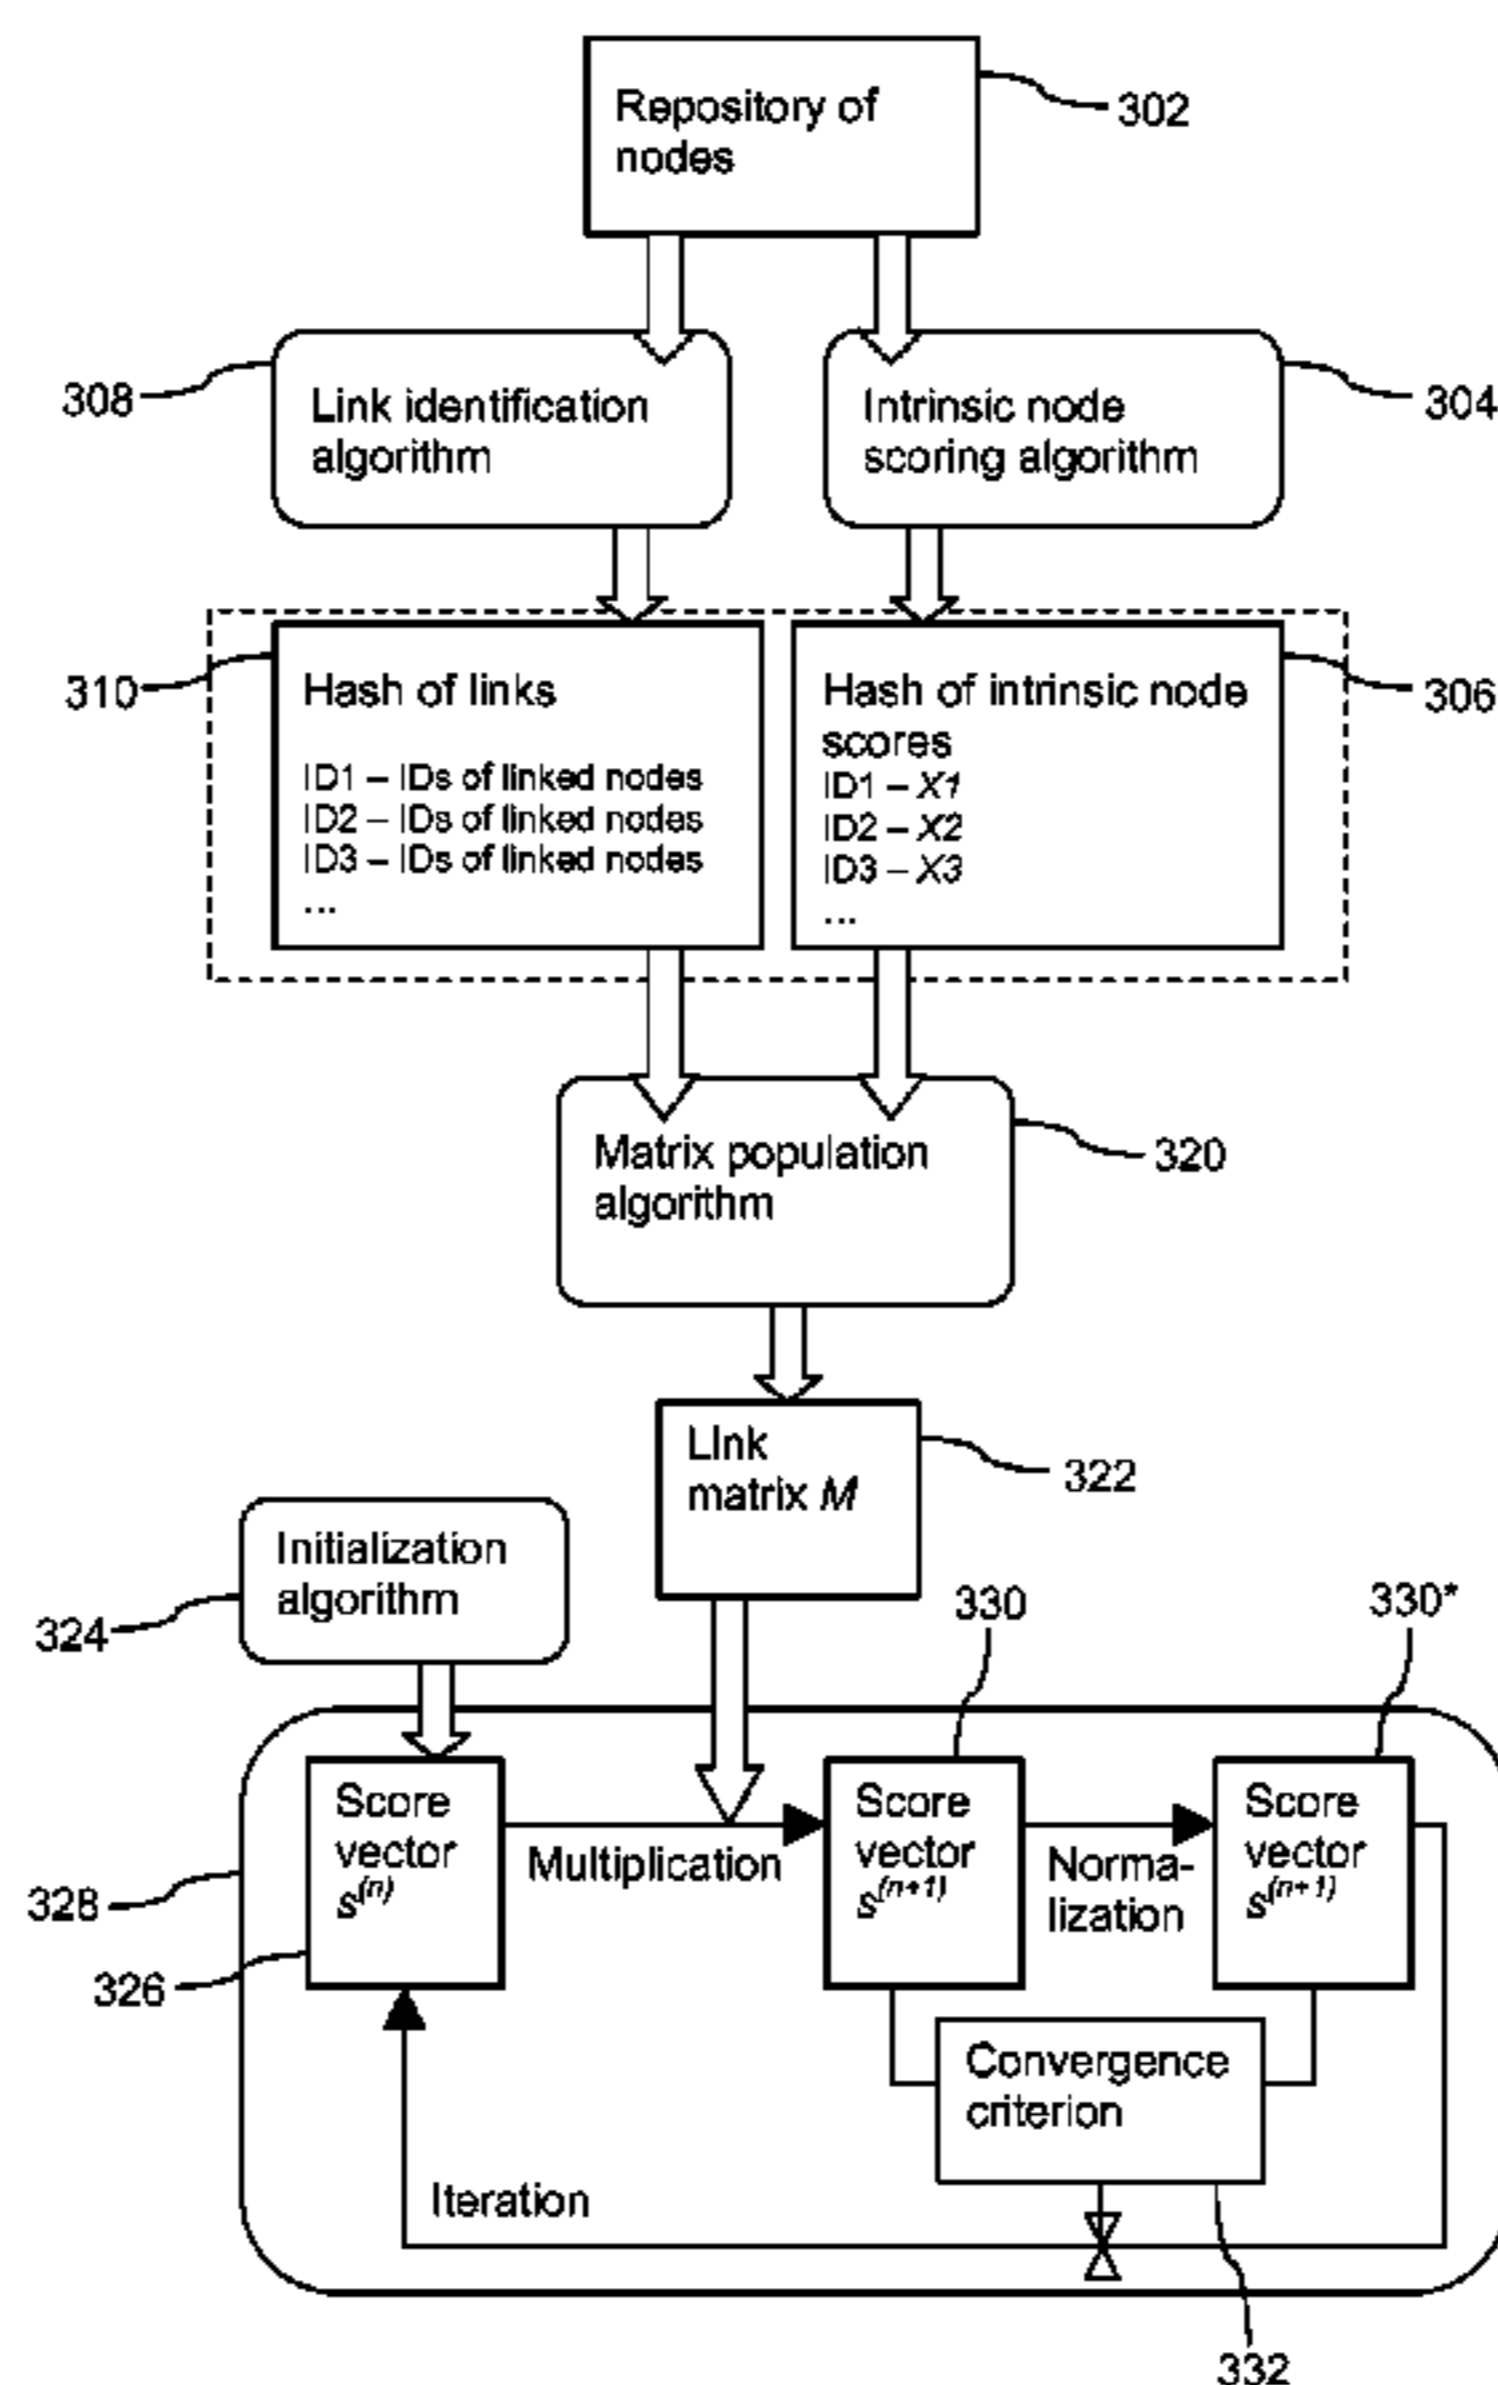 Repository of
nodes
302
308
Link identification
algorithm
Intrinsic node
scoring algorithm
304
310
Hash of links
ID1 – IDs of linked nodes
ID2 – IDs of linked nodes
ID3 – IDs of linked nodes
...
Hash of intrinsic node
scores
ID1 – X1
ID2 – X2
ID3 – X3
...
306
Matrix population
algorithm
320
Link
matrix M
322
Initialization
algorithm
324
330
330*
328
326
Score
vector
s(n)
Multiplication
Score
vector
s(n+1)
Norma-
lization
Score
vector
s(n+1)
Convergence
criterion
Iteration
332